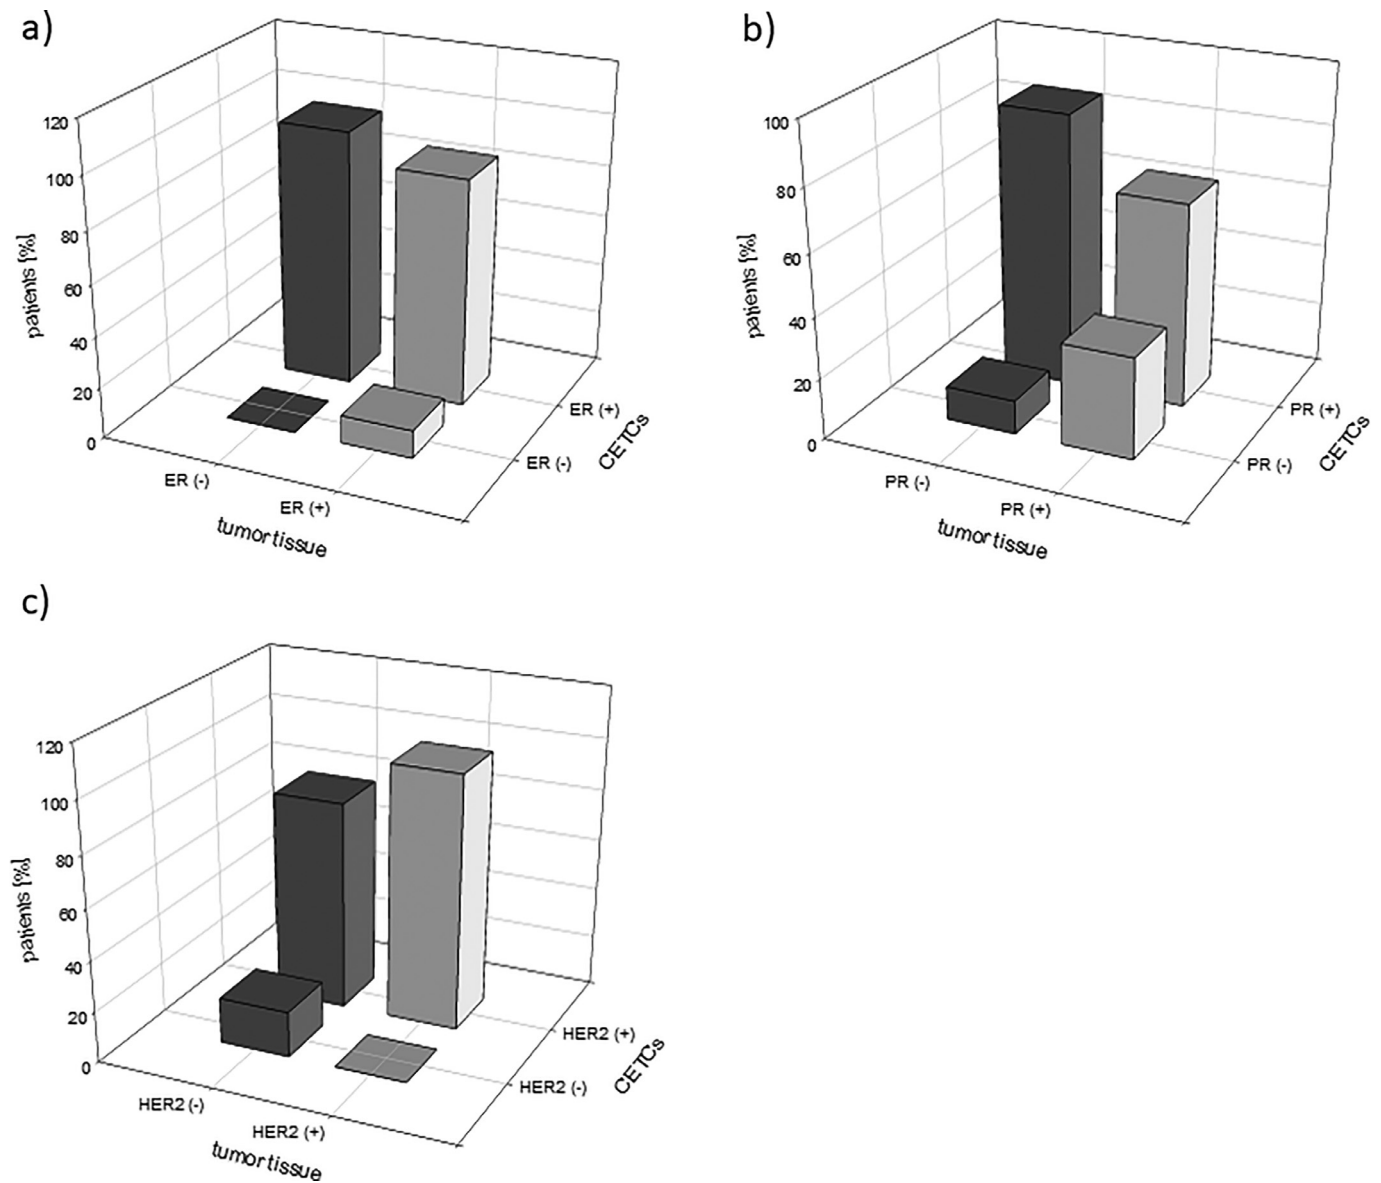 a)
120
100
80
60
40
20
0
patients [%]
ER (-)
ER (+)
tumor tissue
ER (+)
ER (-)
CETCs
b)
100
80
60
40
20
0
patients [%]
PR (-)
PR (+)
tumor tissue
PR (+)
PR (-)
CETCs
c)
120
100
80
60
40
20
0
patients [%]
HER2 (-)
HER2 (+)
tumor tissue
HER2 (+)
HER2 (-)
CETCs